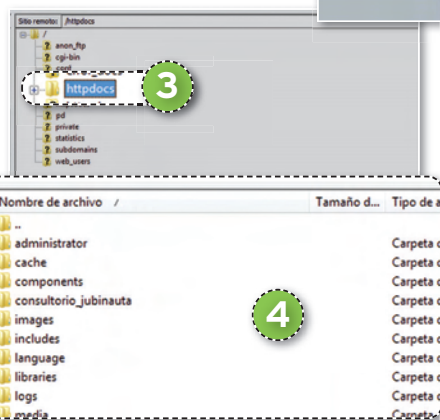 Sitio remoto: /httpdocs
/
anon_ftp
cgi-bin
conf
httpdocs
3
pd
private
statistics
subdomains
web_users
Nombre de archivo / Tamaño d... Tipo de a
..
administrator Carpeta d
cache Carpeta d
components Carpeta d
consultorio_jubinauta Carpeta d
images Carpeta d
4
includes Carpeta d
language Carpeta d
libraries Carpeta d
logs Carpeta d
media Carpeta d